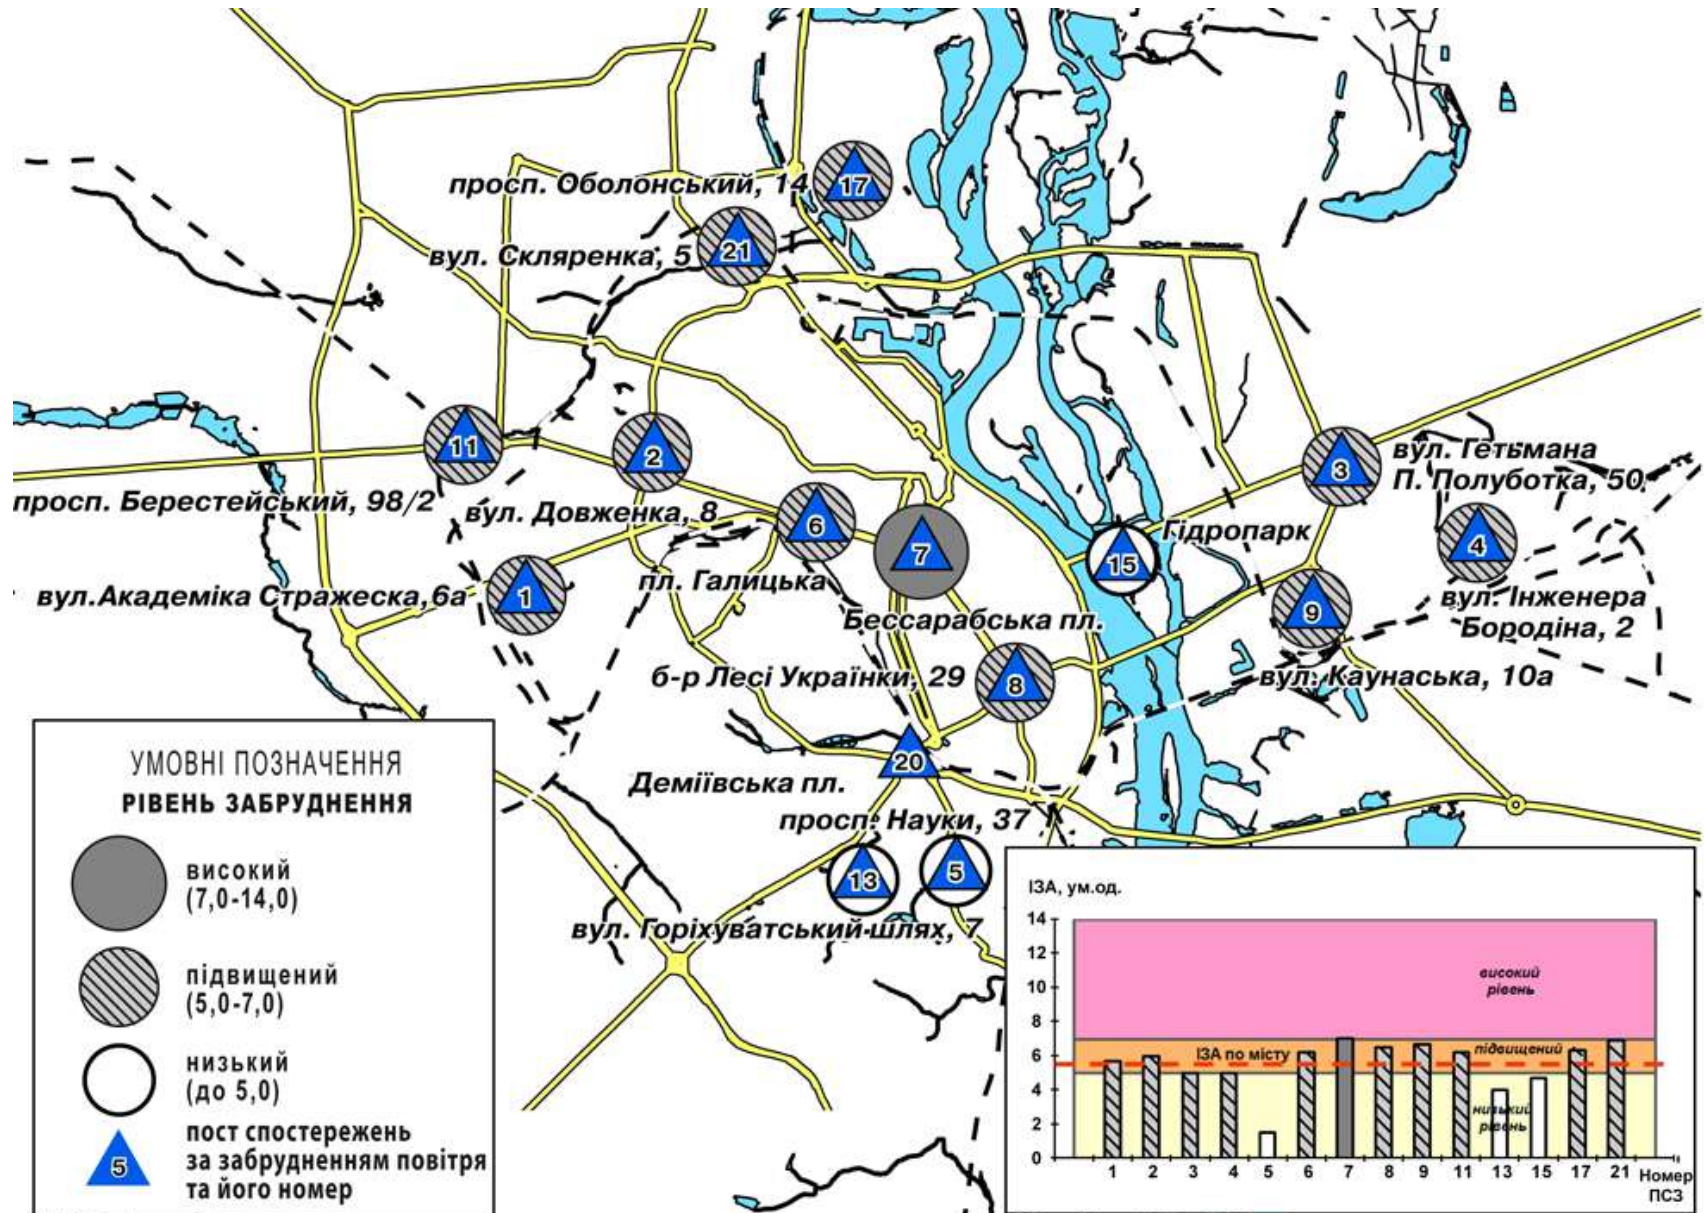 просп. Оболонський, 14
17
21
вул. Скляренка, 5
11
2
3
вул. Гетьмана
П. Полуботка, 50
просп. Берестейський, 98/2
вул. Довженка, 8
6
7
Гідропарк
15
4
вул.Академіка Стражеска,6а
1
пл. Галицька
9
вул. Інженера
Бородіна, 2
Бессарабська пл.
б-р Лесі Українки, 29
8
вул. Каунаська, 10а
20
Деміївська пл.
просп. Науки, 37
13
5
вул. Горіхуватський шлях, 7
УМОВНІ ПОЗНАЧЕННЯ
РІВЕНЬ ЗАБРУДНЕННЯ
високий
(7,0-14,0)
підвищений
(5,0-7,0)
низький
(до 5,0)
5
пост спостережень
за забрудненням повітря
та його номер
ІЗА, ум.од.
14
12
10
8
6
4
2
0
високий
рівень
ІЗА по місту
підвищений
низький
рівень
1 2 3 4 5 6 7 8 9 11 13 15 17 21
Номер
ПСЗ